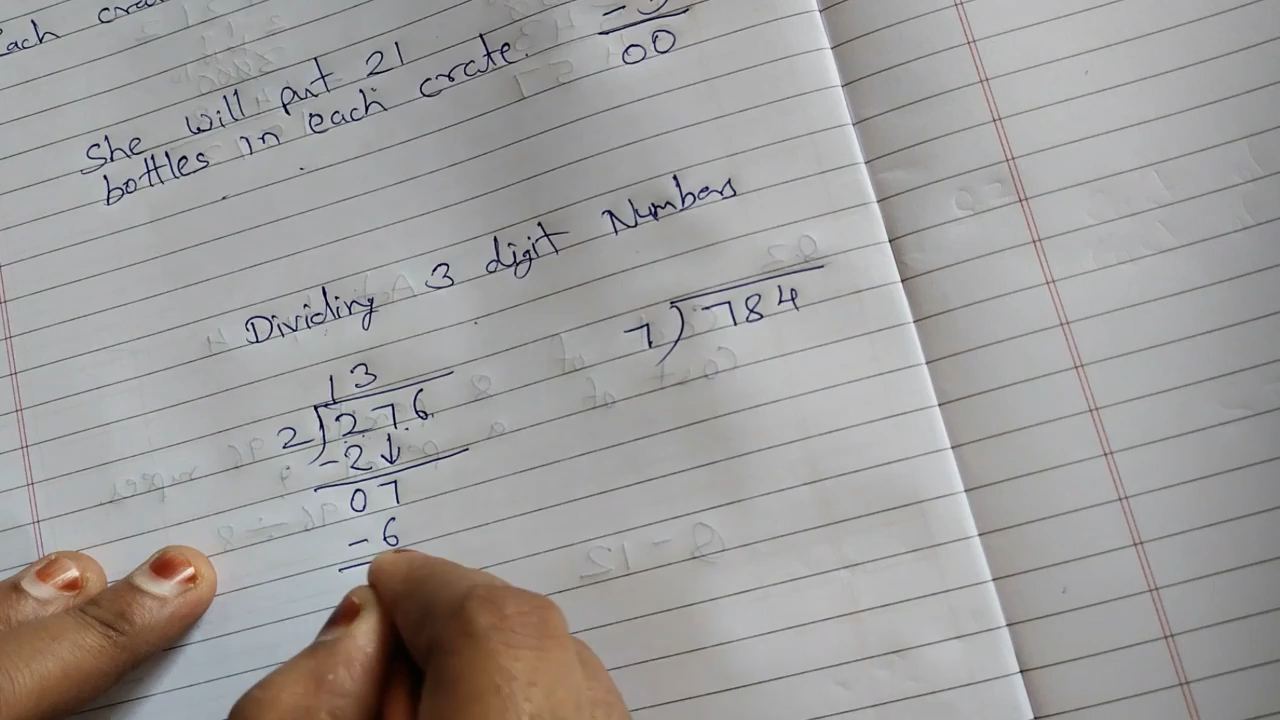 each
She will put 21
bottles in each crate.
00
Dividing 3 digit Numbers
13
2)276
-2↓
07
-6
7)784